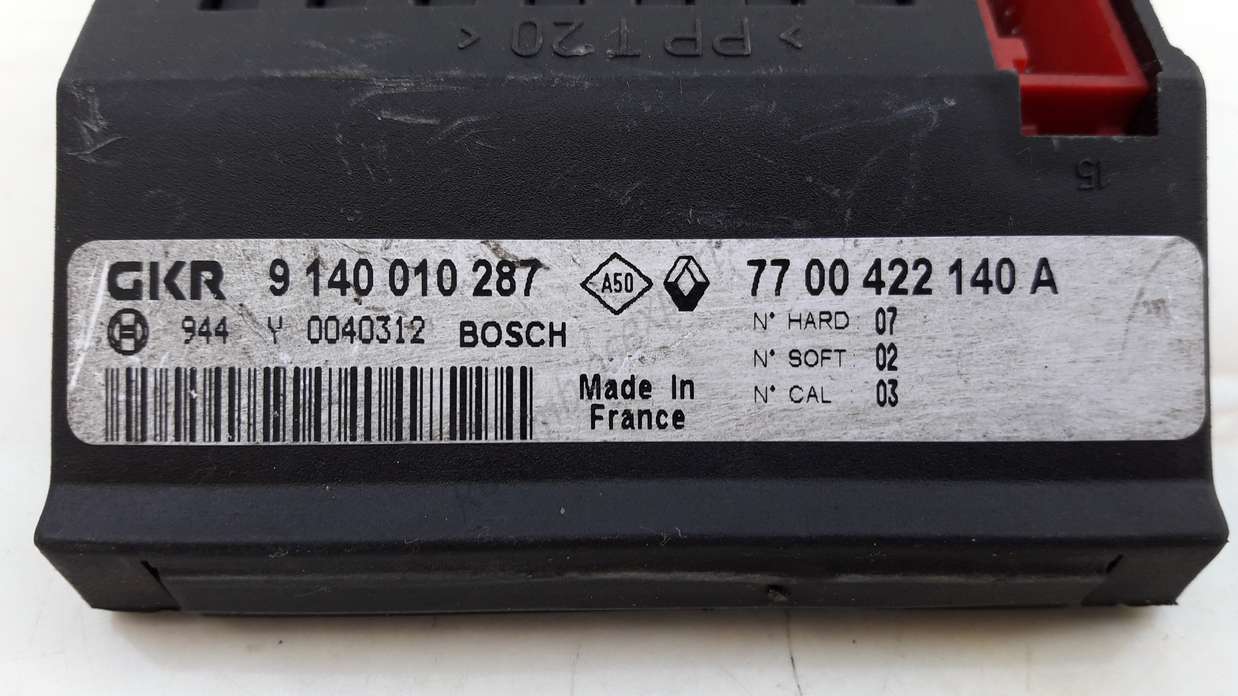 >PPT20<
15
GKR 9 140 010 287 A50 77 00 422 140 A
944 Y 0040312 BOSCH
N° HARD: 07
N° SOFT: 02
N° CAL 03
Made In
France